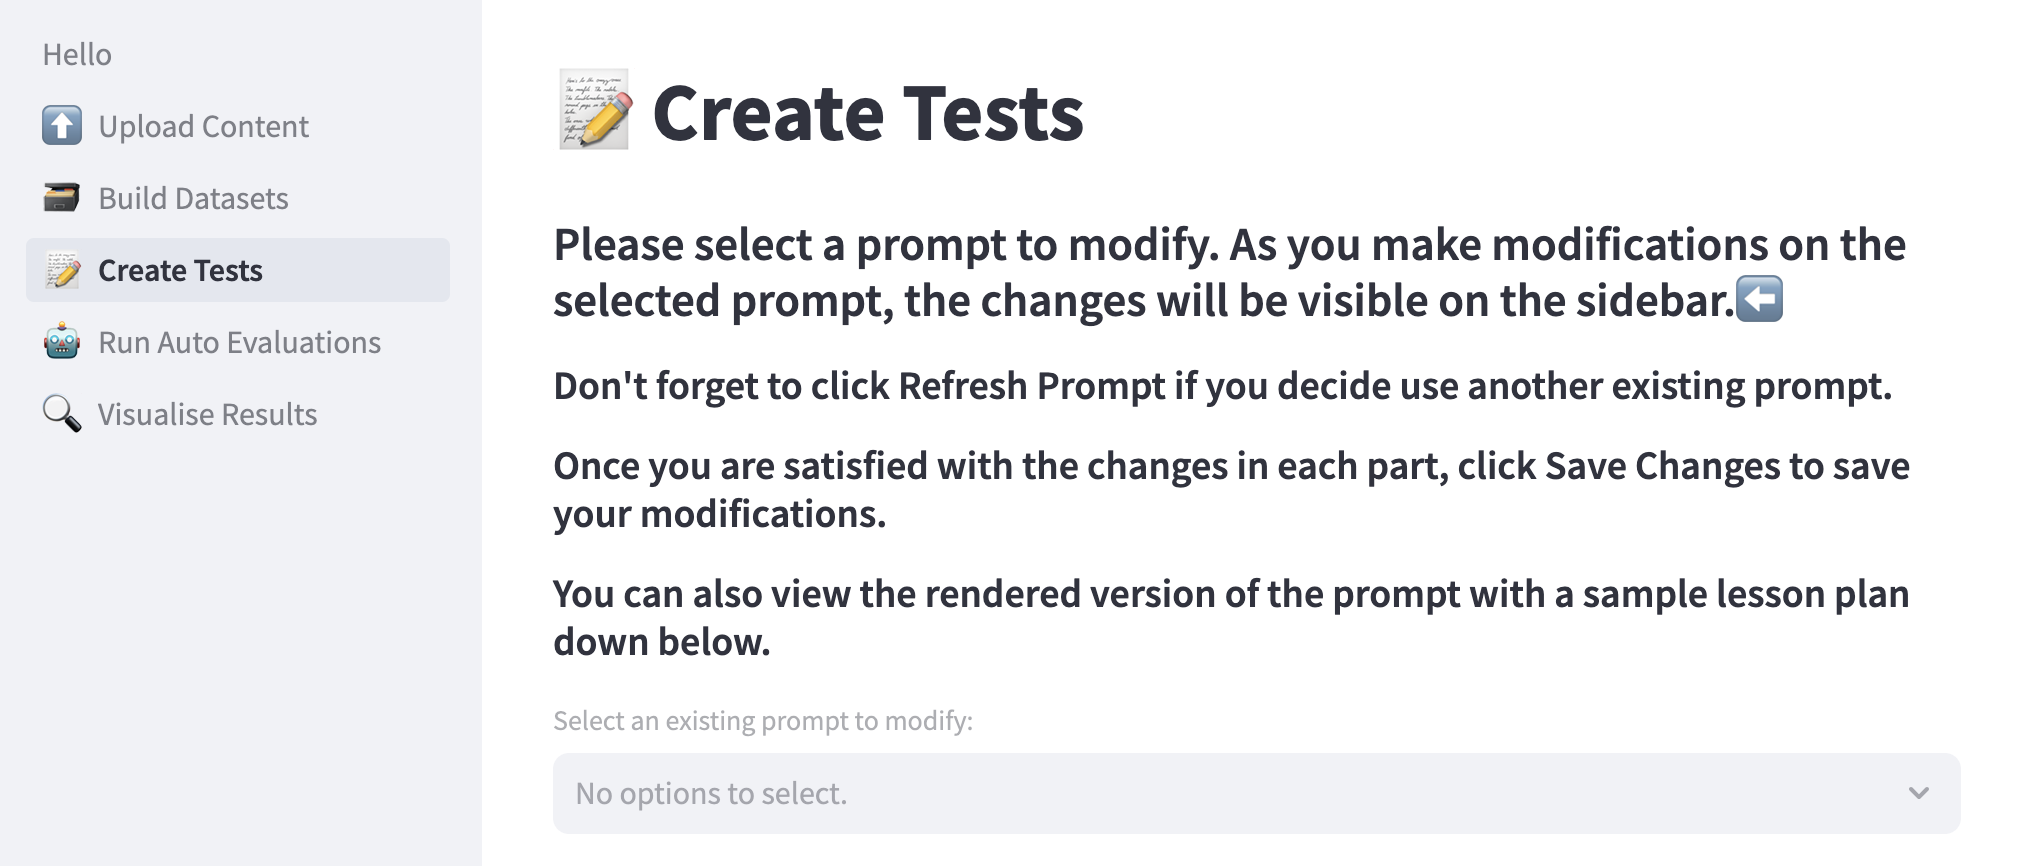 Hello
Upload Content
Build Datasets
Create Tests
Run Auto Evaluations
Visualise Results
Create Tests
Please select a prompt to modify. As you make modifications on the
selected prompt, the changes will be visible on the sidebar.
Don't forget to click Refresh Prompt if you decide use another existing prompt.
Once you are satisfied with the changes in each part, click Save Changes to save
your modifications.
You can also view the rendered version of the prompt with a sample lesson plan
down below.
Select an existing prompt to modify:
No options to select.